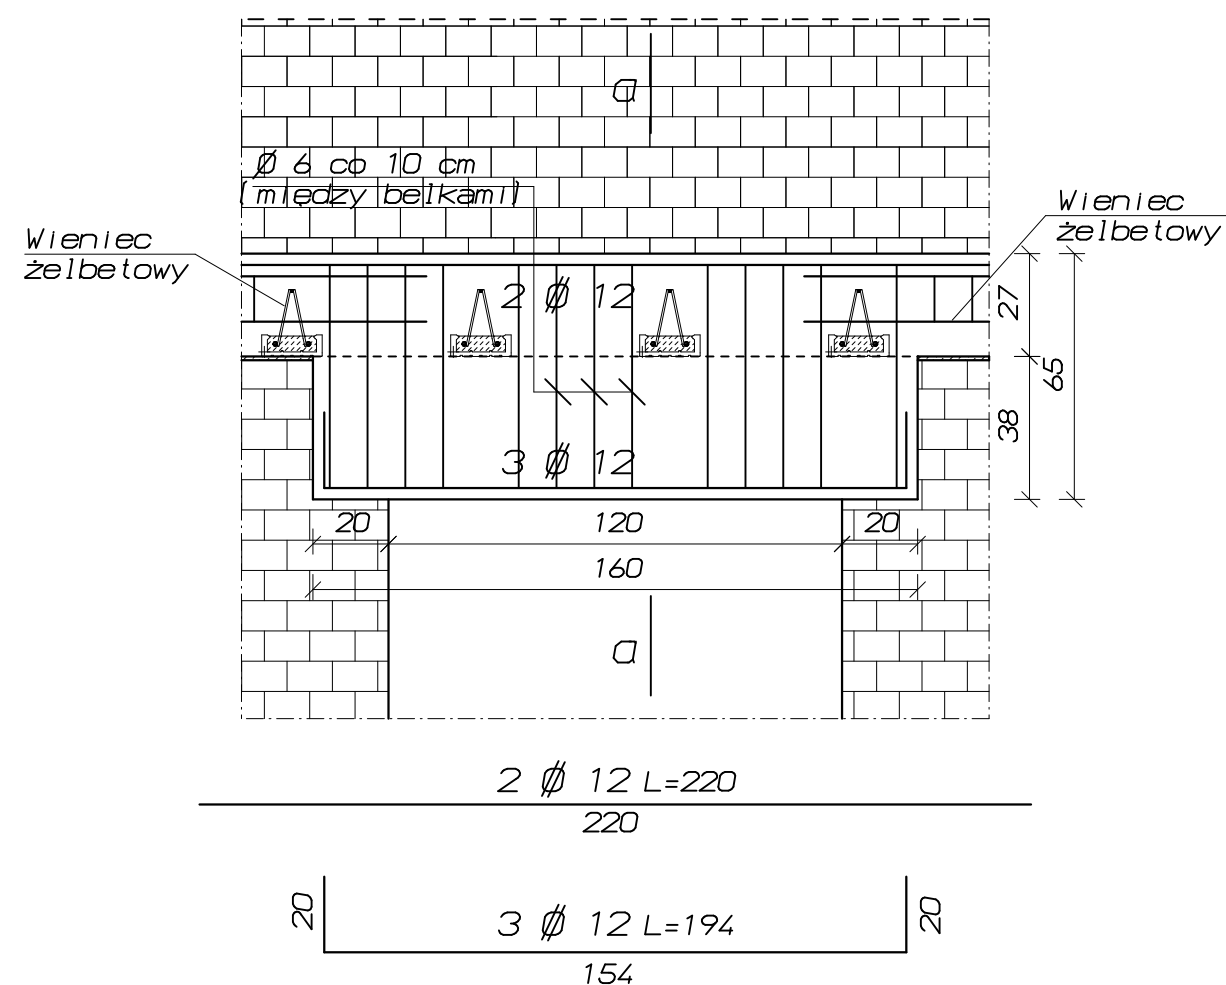 a
Ø 6 co 10 cm
(między belkami)
Wieniec
żelbetowy
Wieniec
żelbetowy
2 Ø 12
27
65
38
3 Ø 12
20
120
20
160
a
2 Ø 12 L=220
220
20
3 Ø 12 L=194
20
154